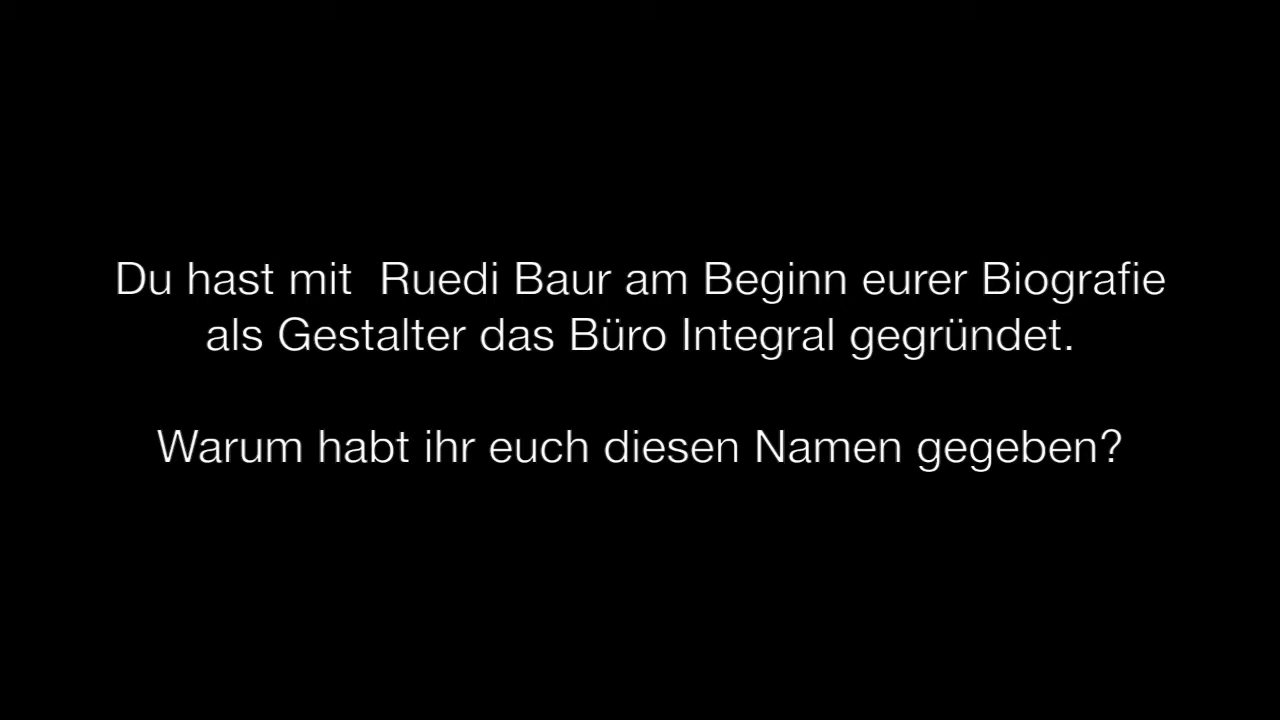 Du hast mit  Ruedi Baur am Beginn eurer Biografie
als Gestalter das Büro Integral gegründet.
Warum habt ihr euch diesen Namen gegeben?